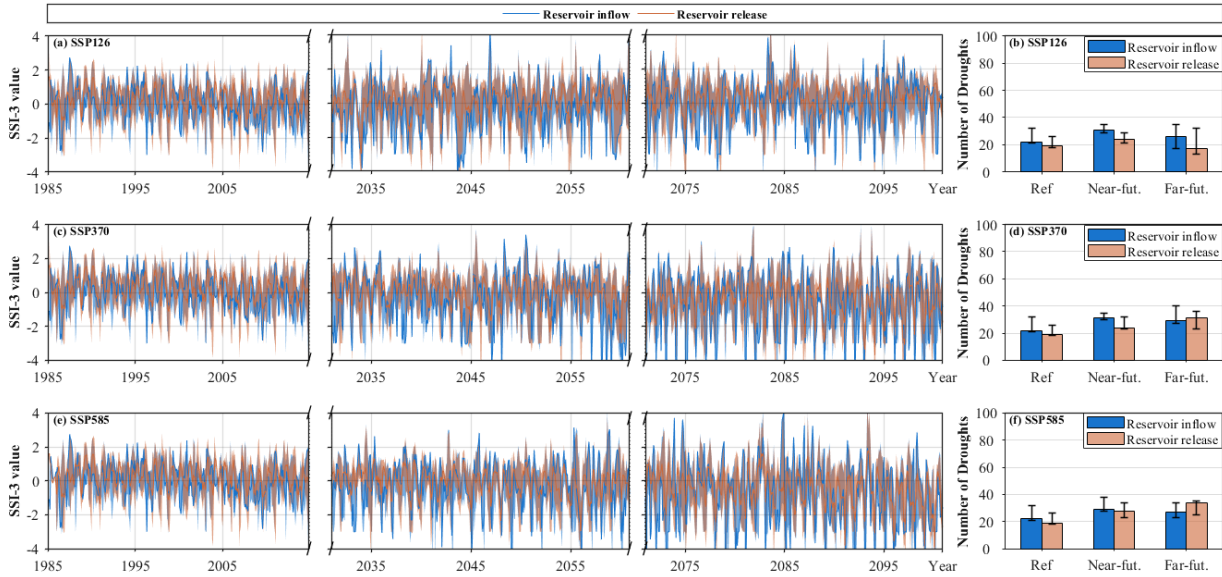 Reservoir inflow Reservoir release
(a) SSP126
SSI-3 value
4
2
0
-2
-4
1985 1995 2005 2035 2045 2055 2075 2085 2095 Year
(b) SSP126
Number of Droughts
100
80
60
40
20
0
Reservoir inflow
Reservoir release
Ref Near-fut. Far-fut.
(c) SSP370
SSI-3 value
4
2
0
-2
-4
1985 1995 2005 2035 2045 2055 2075 2085 2095 Year
(d) SSP370
Number of Droughts
100
80
60
40
20
0
Reservoir inflow
Reservoir release
Ref Near-fut. Far-fut.
(e) SSP585
SSI-3 value
4
2
0
-2
-4
1985 1995 2005 2035 2045 2055 2075 2085 2095 Year
(f) SSP585
Number of Droughts
100
80
60
40
20
0
Reservoir inflow
Reservoir release
Ref Near-fut. Far-fut.